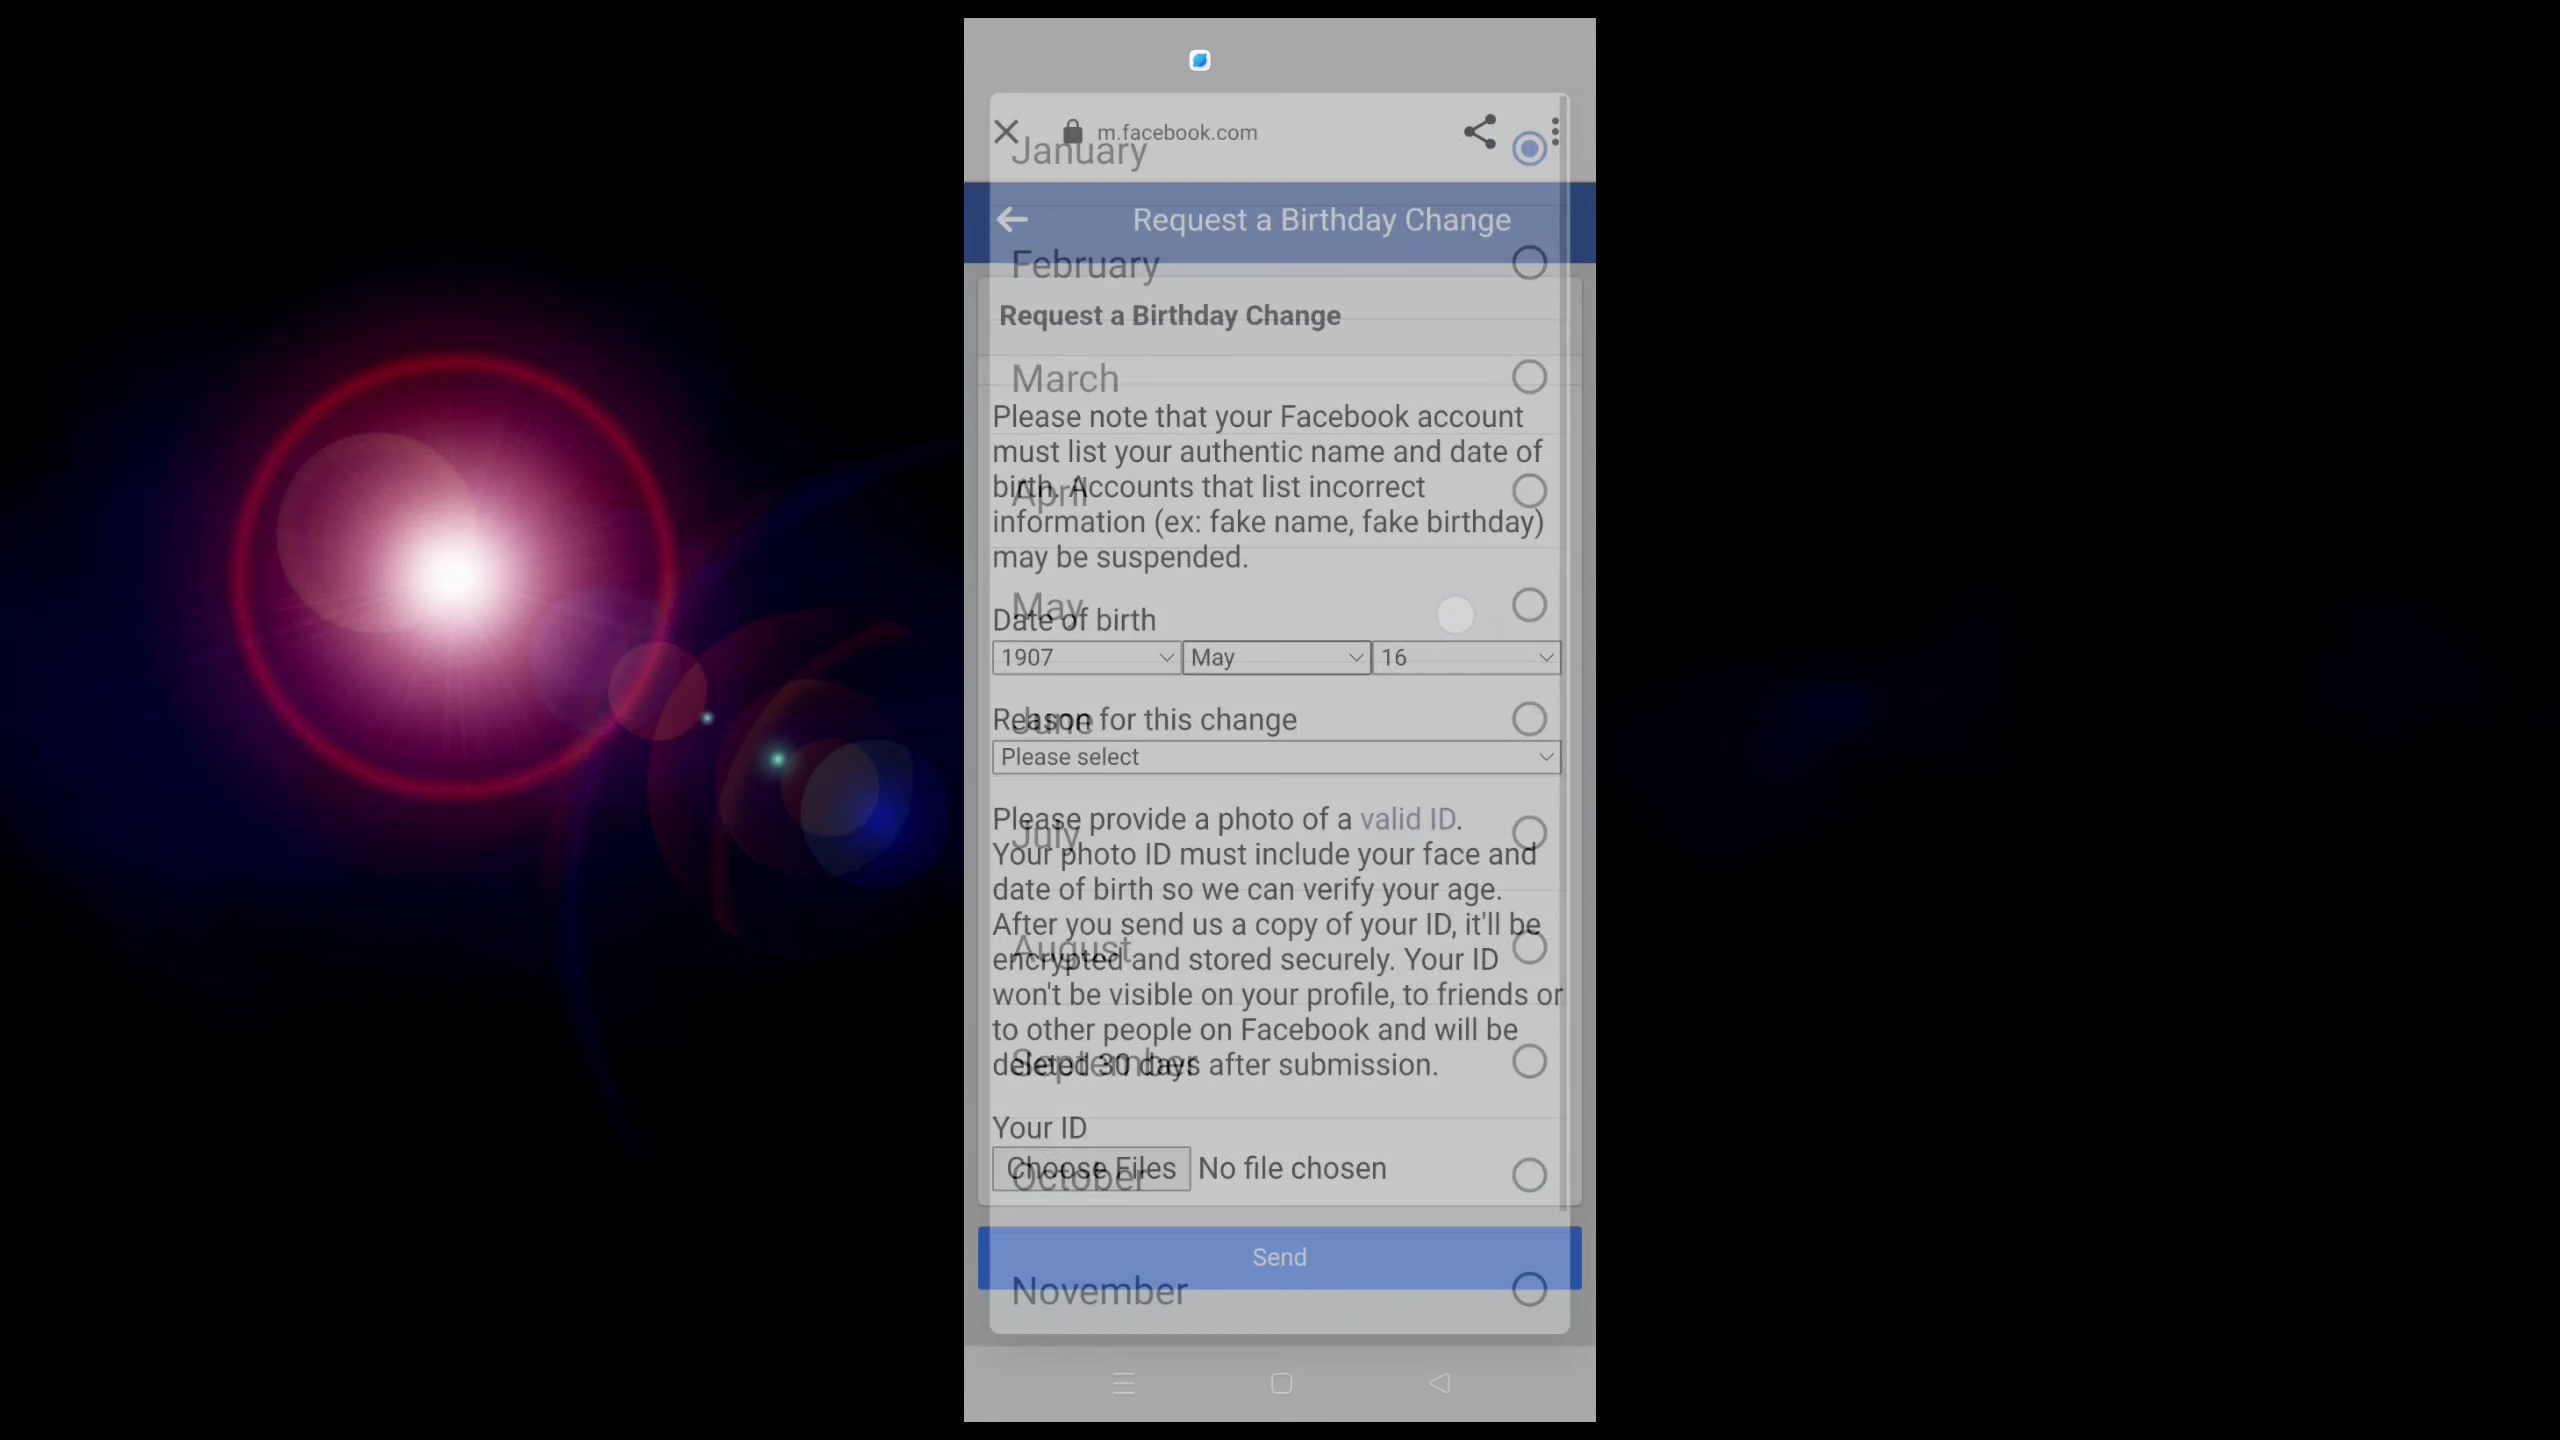 m.facebook.com
January
Request a Birthday Change
February
Request a Birthday Change
March
Please note that your Facebook account
must list your authentic name and date of
birth. Accounts that list incorrect
April
information (ex: fake name, fake birthday)
may be suspended.
May
Date of birth
1907 May 16
Reason for this change
June
Please select
Please provide a photo of a valid ID.
July
Your photo ID must include your face and
date of birth so we can verify your age.
After you send us a copy of your ID, it'll be
August
encrypted and stored securely. Your ID
won't be visible on your profile, to friends or
to other people on Facebook and will be
deleted 30 days after submission.
September
Your ID
Choose Files No file chosen
October
Send
November